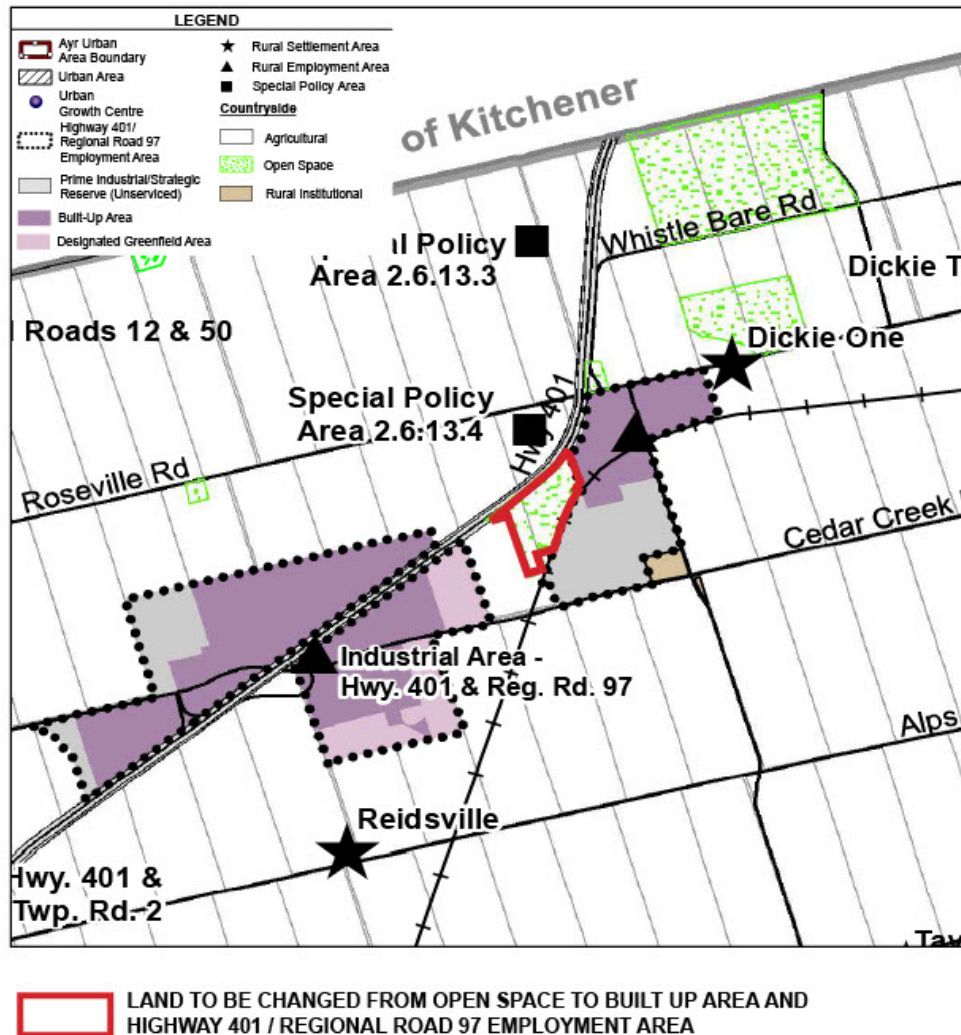 LEGEND
Ayr Urban
Area Boundary
Urban Area
Urban
Growth Centre
Highway 401/
Regional Road 97
Employment Area
Prime Industrial/Strategic
Reserve (Unserviced)
Built-Up Area
Designated Greenfield Area
Rural Settlement Area
Rural Employment Area
Special Policy Area
Countryside
Agricultural
Open Space
Rural Institutional
of Kitchener
Whistle Bare Rd
Policy
Area 2.6.13.3
Dickie T
Roads 12 & 50
Dickie One
Special Policy
Area 2.6.13.4
Hwy 401
Roseville Rd
Cedar Creek
Industrial Area -
Hwy. 401 & Reg. Rd. 97
Alps
Reidsville
Hwy. 401 &
Twp. Rd. 2
LAND TO BE CHANGED FROM OPEN SPACE TO BUILT UP AREA AND
HIGHWAY 401 / REGIONAL ROAD 97 EMPLOYMENT AREA